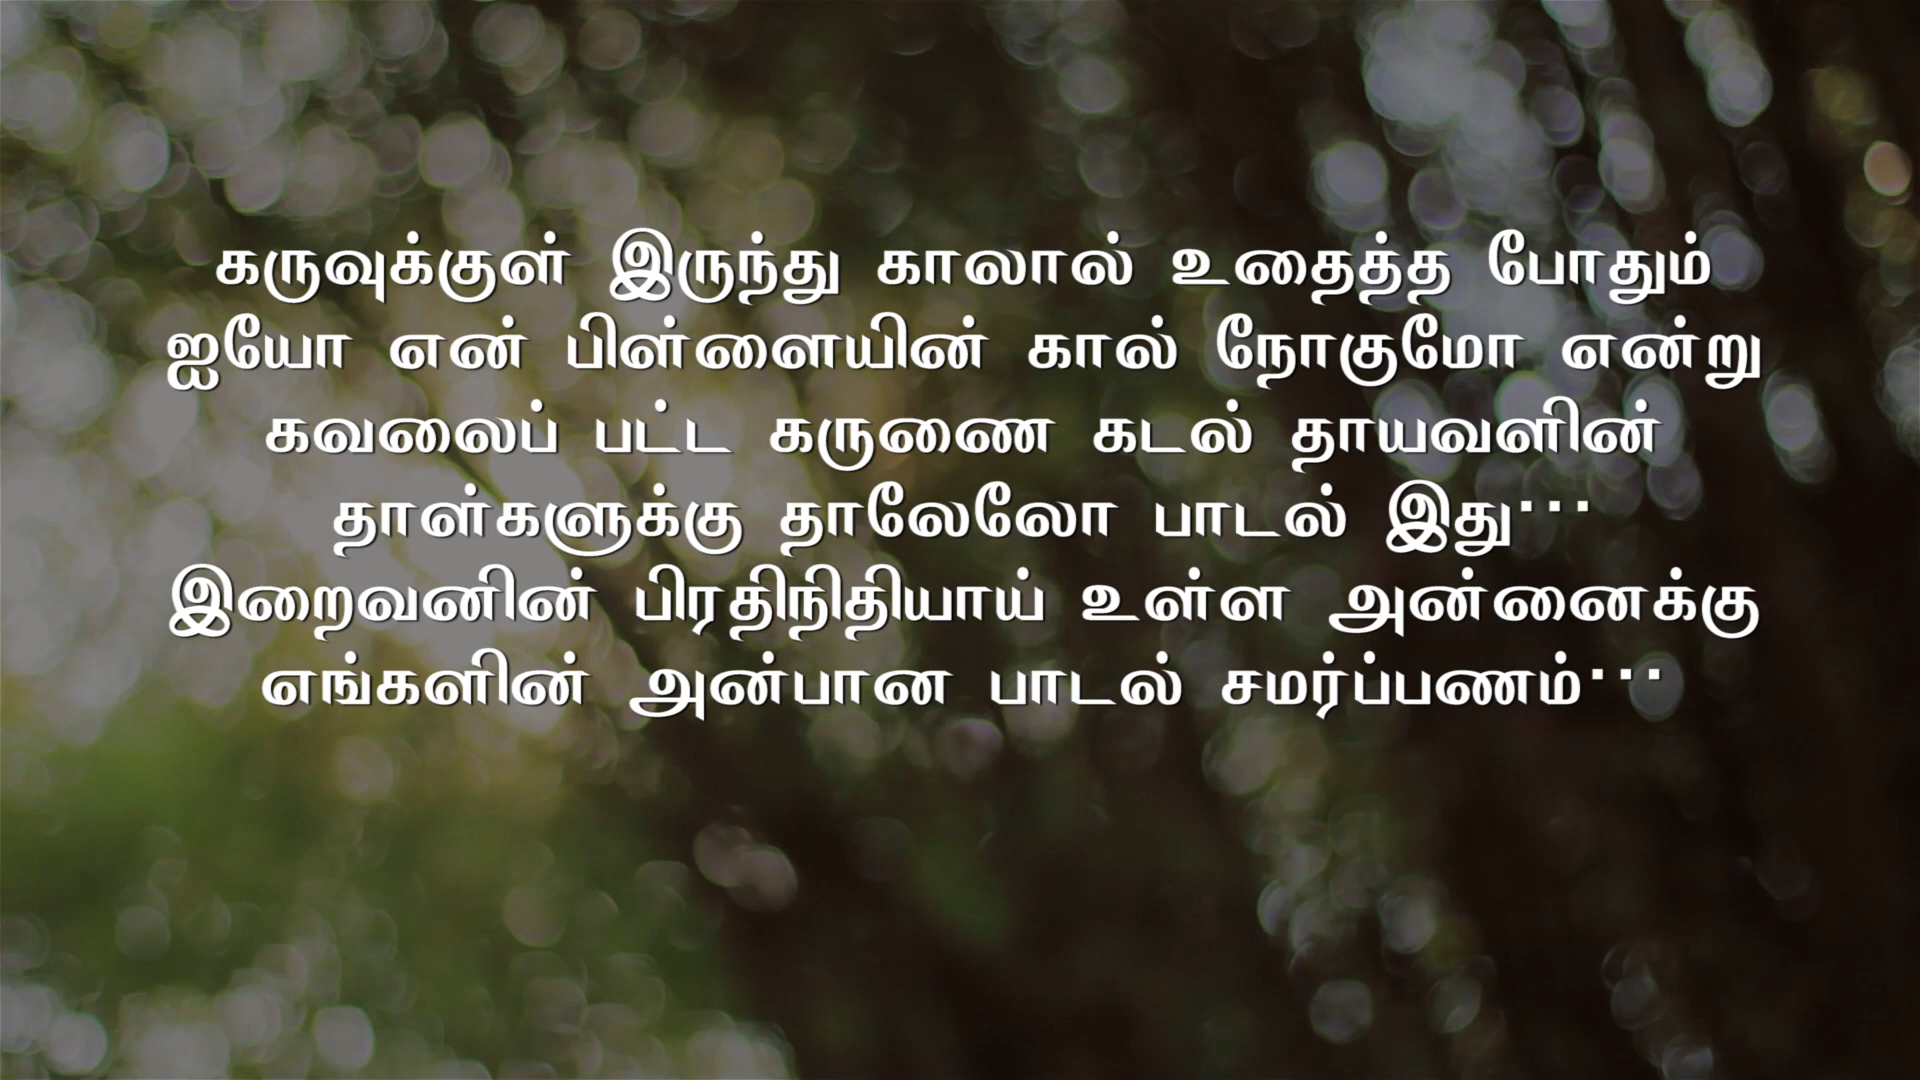 கருவுக்குள் இருந்து காலால் உதைத்த போதும்
ஐயோ என் பிள்ளையின் கால் நோகுமோ என்று
கவலைப் பட்ட கருணை கடல் தாயவளின்
தாள்களுக்கு தாலேலோ பாடல் இது...
இறைவனின் பிரதிநிதியாய் உள்ள அன்னைக்கு
எங்களின் அன்பான பாடல் சமர்ப்பணம்...